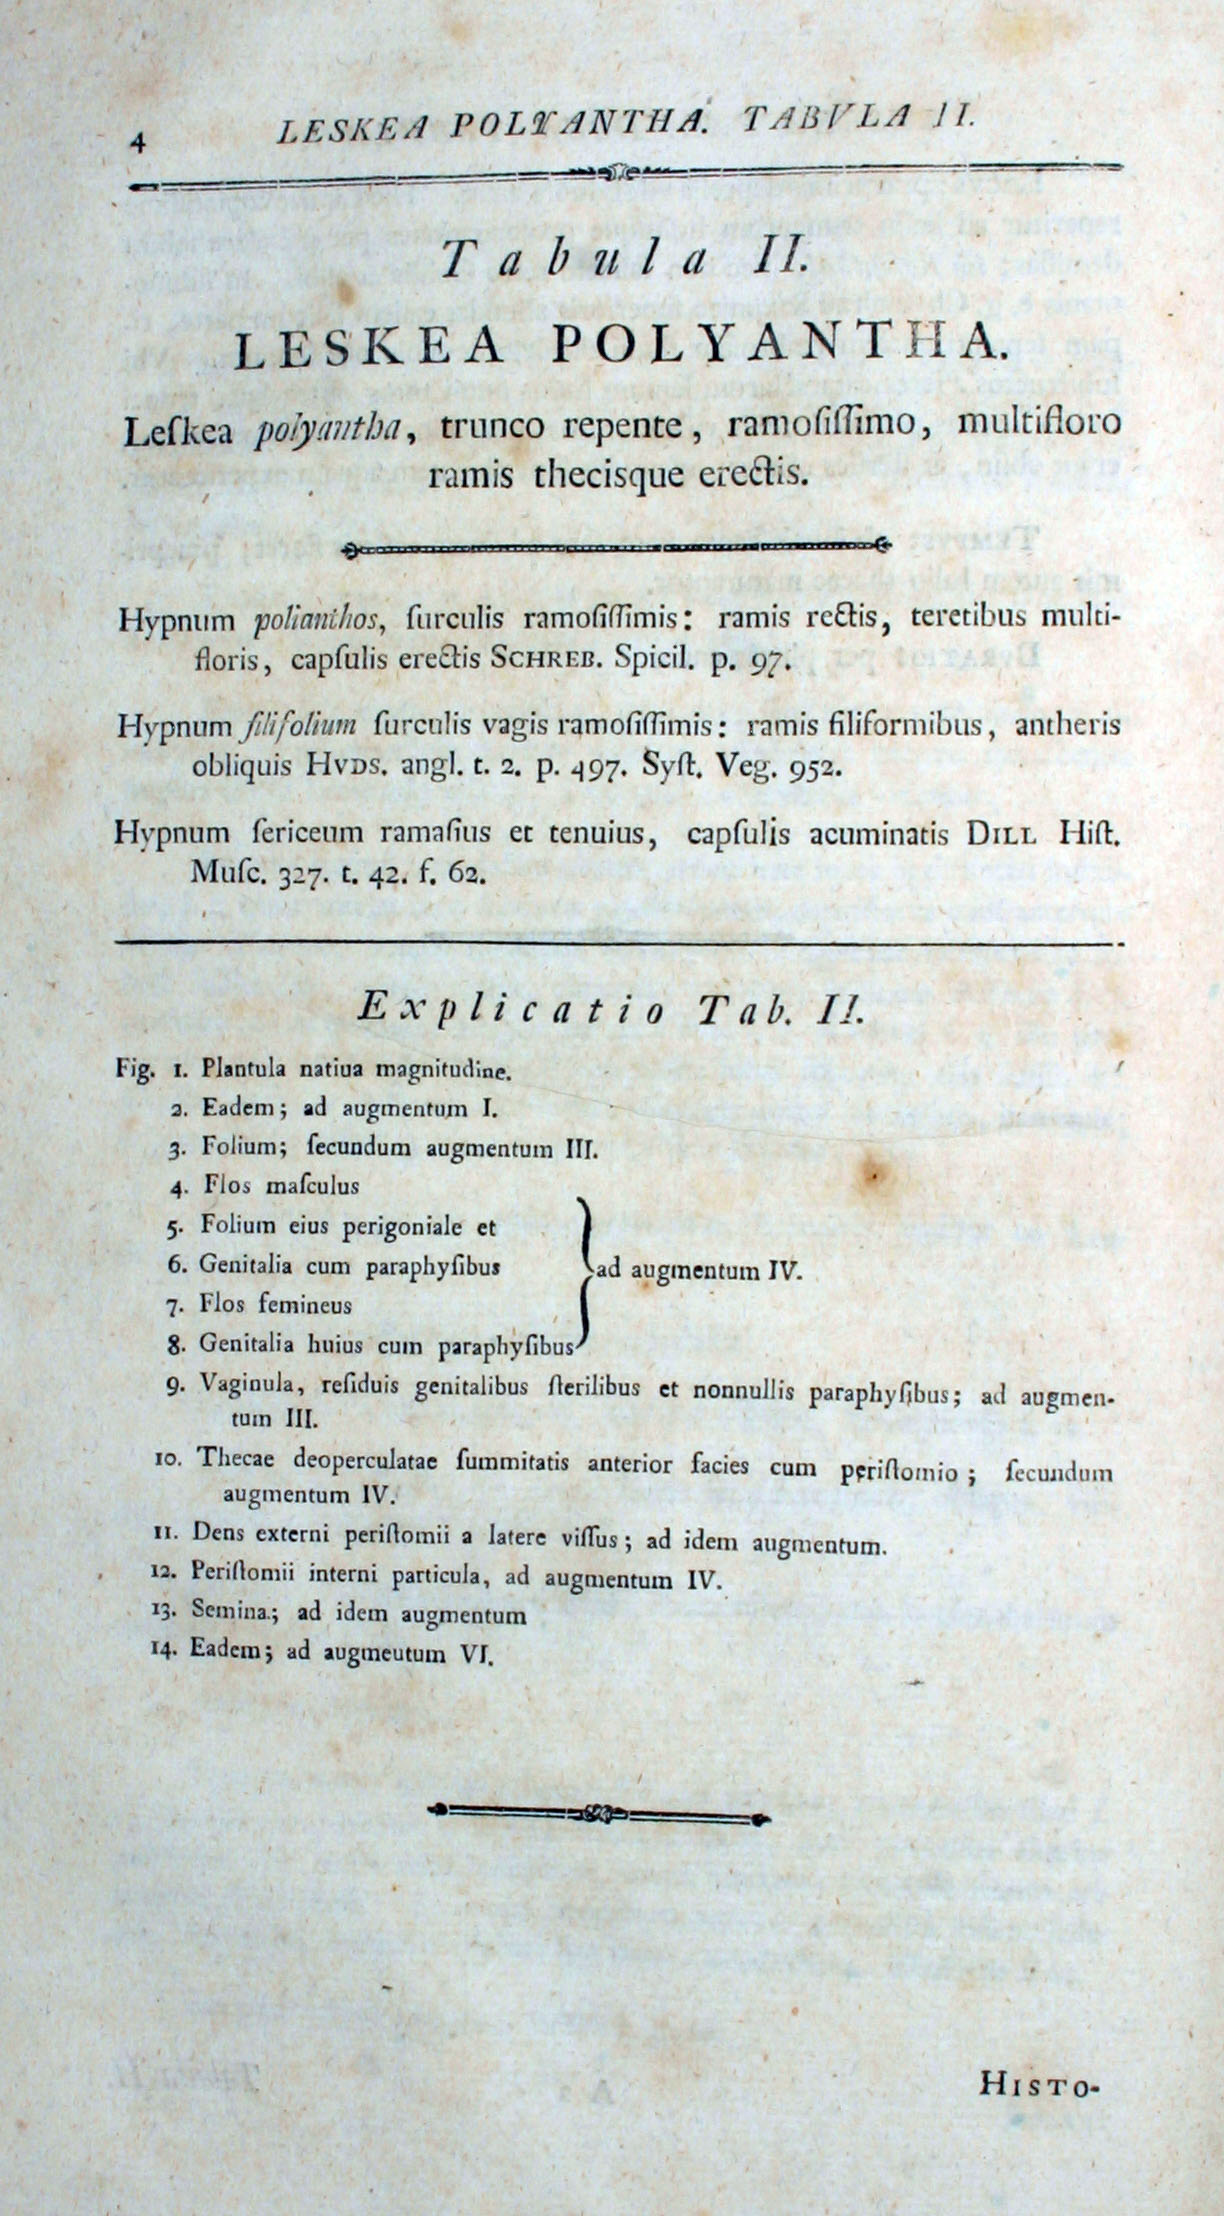 4 LESKEA POLYANTHA. TABVLA II.
Tabula II.
LESKEA POLYANTHA.
Leſkea polyantha, trunco repente, ramoſiſſimo, multifloro
ramis thecisque erectis.
Hypnum polianthos, ſurculis ramoſiſſimis: ramis rectis, teretibus multi-
floris, capſulis erectis SCHREB. Spicil. p. 97.
Hypnum filifolium ſurculis vagis ramoſiſſimis: ramis filiformibus, antheris
obliquis HVDS. angl. t. 2. p. 497. Syſt. Veg. 952.
Hypnum ſericeum ramaſius et tenuius, capſulis acuminatis DILL Hiſt.
Muſc. 327. t. 42. f. 62.
Explicatio Tab. II.
Fig. 1. Plantula natiua magnitudine.
2. Eadem; ad augmentum I.
3. Folium; ſecundum augmentum III.
4. Flos maſculus
5. Folium eius perigoniale et
6. Genitalia cum paraphyſibus
ad augmentum IV.
7. Flos femineus
8. Genitalia huius cum paraphyſibus
9. Vaginula, reſiduis genitalibus ſterilibus et nonnullis paraphyſibus; ad augmen-
tum III.
10. Thecae deoperculatae ſummitatis anterior facies cum periſtomio; ſecundum
augmentum IV.
11. Dens externi periſtomii a latere viſſus; ad idem augmentum.
12. Periſtomii interni particula, ad augmentum IV.
13. Semina; ad idem augmentum
14. Eadem; ad augmeutum VI.
HISTO-